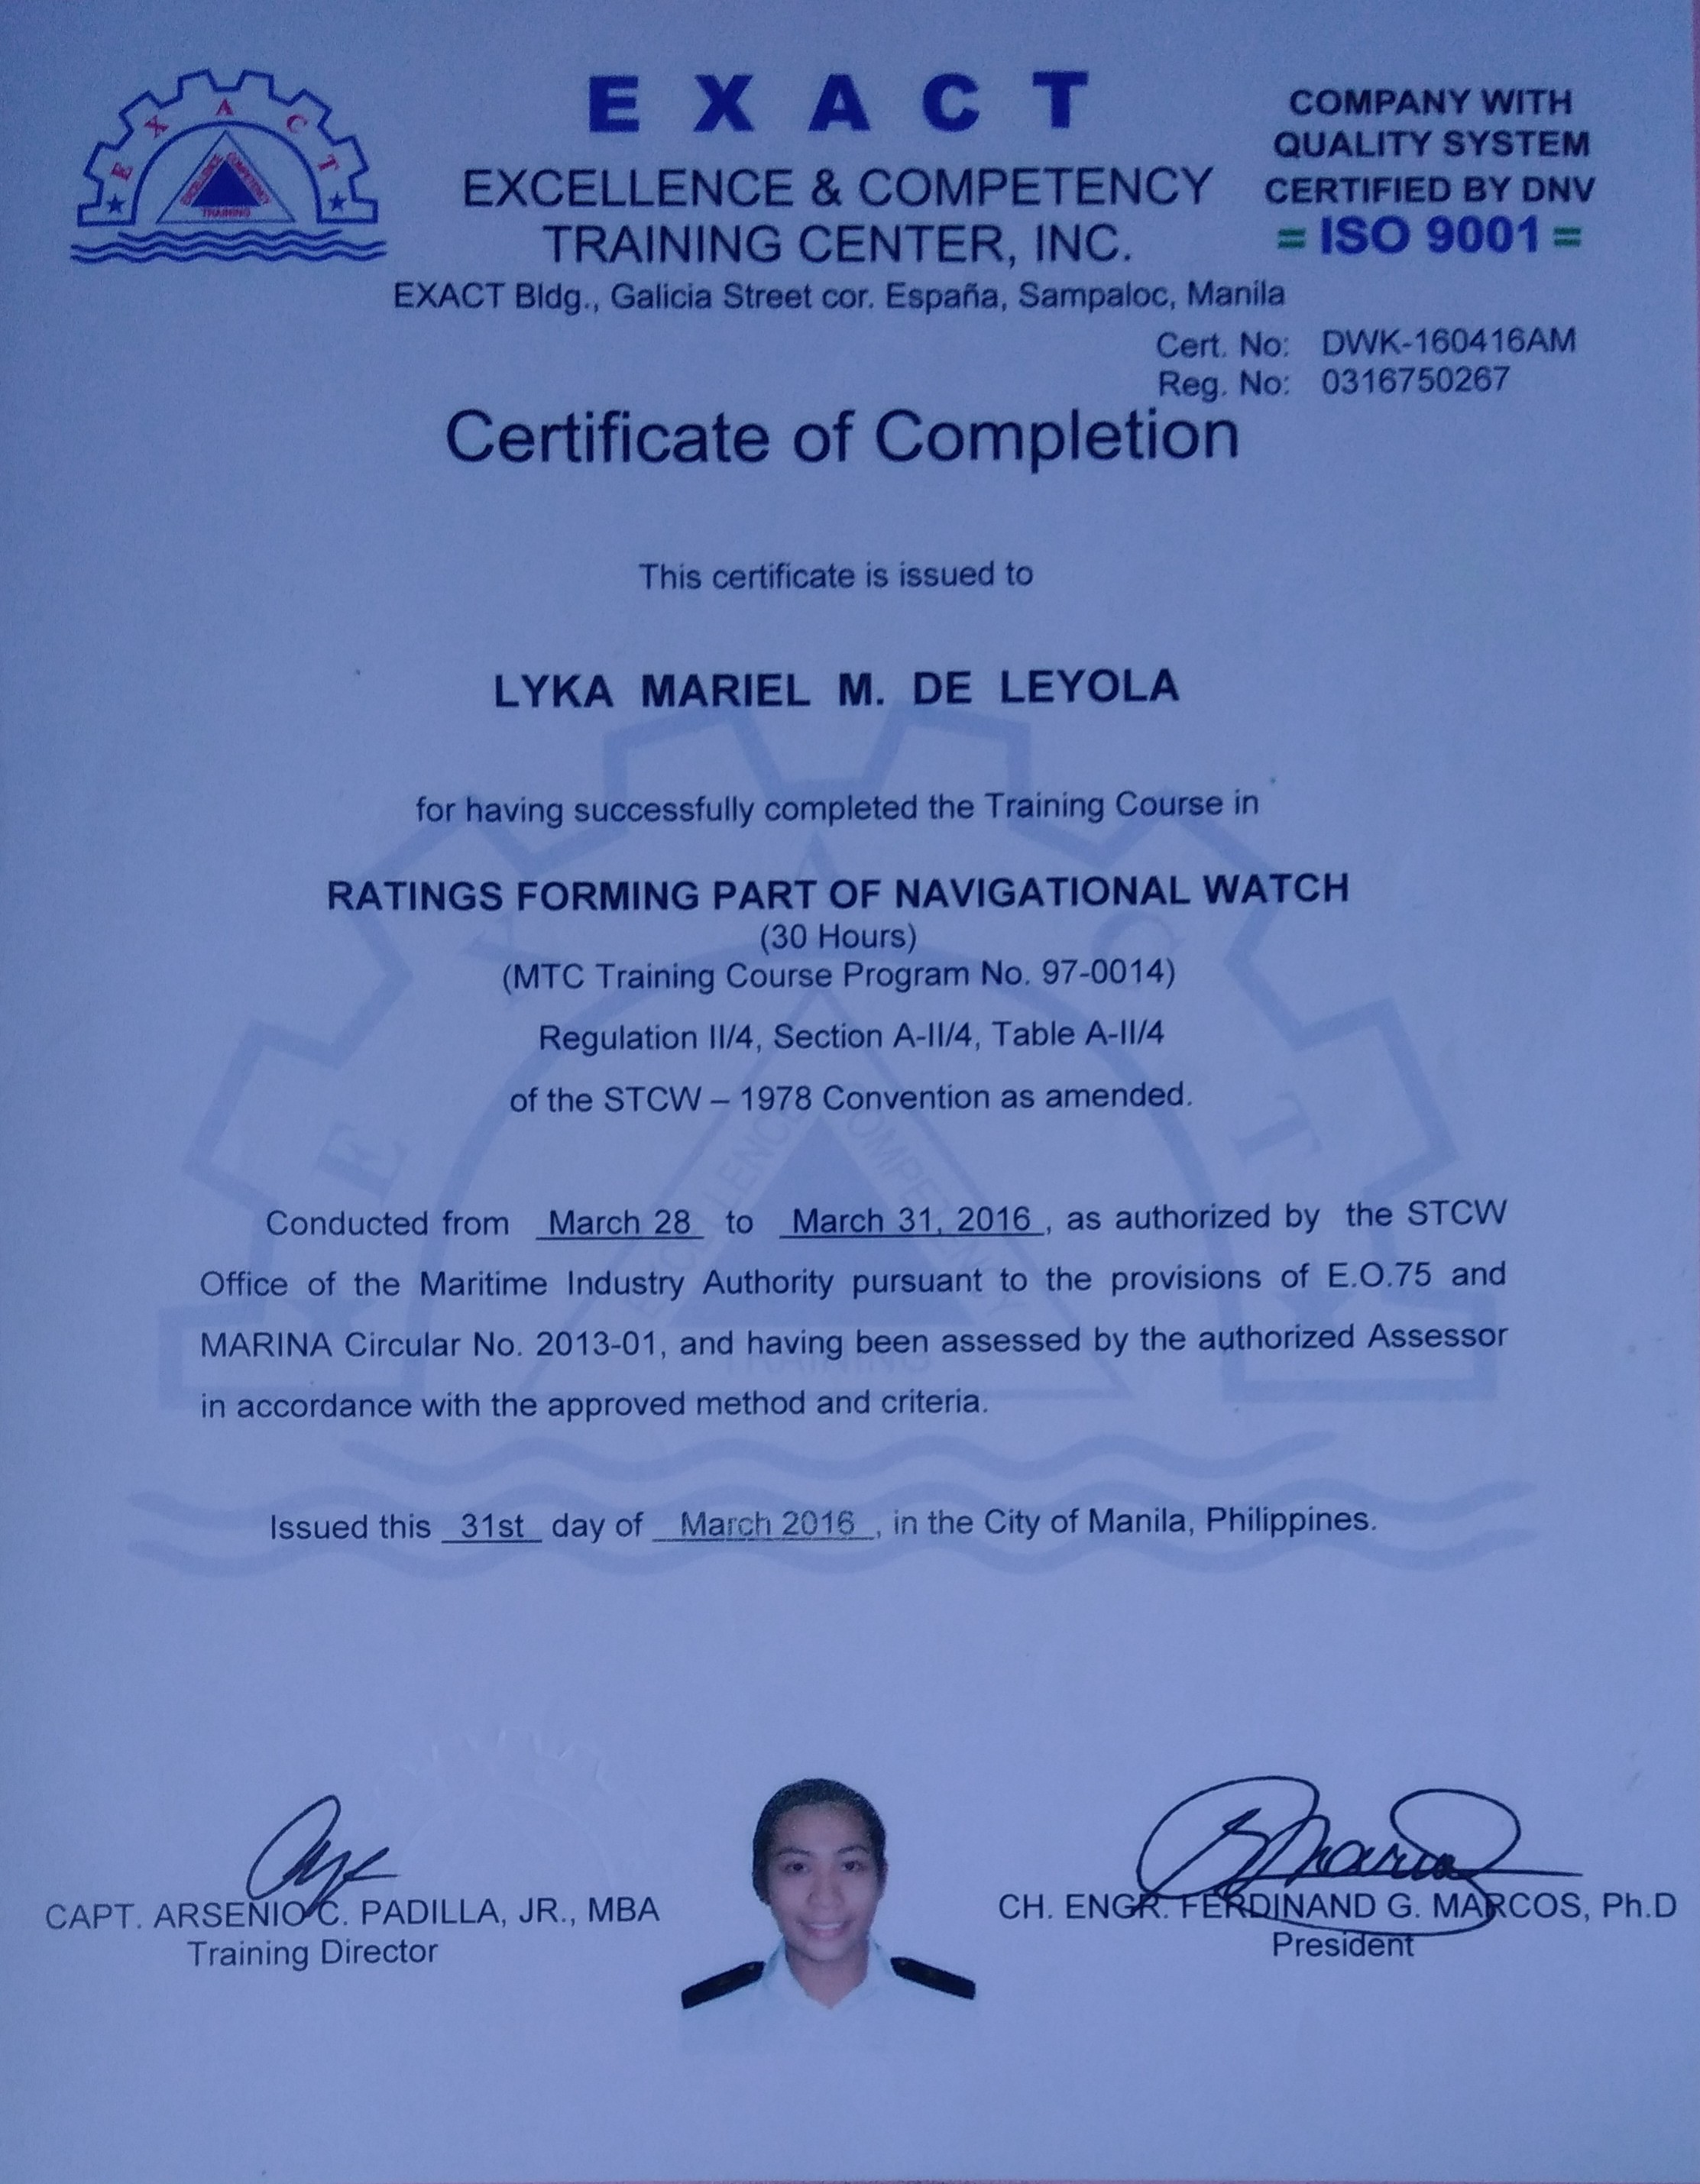 E X A C T
EXCELLENCE & COMPETENCY
TRAINING CENTER, INC.
EXACT Bldg., Galicia Street cor. España, Sampaloc, Manila
E X A C T
EXCELLENCE COMPETENCY
TRAINING
COMPANY WITH
QUALITY SYSTEM
CERTIFIED BY DNV
= ISO 9001 =
Cert. No: DWK-160416AM
Reg. No: 0316750267
Certificate of Completion
This certificate is issued to
LYKA MARIEL M. DE LEYOLA
for having successfully completed the Training Course in
RATINGS FORMING PART OF NAVIGATIONAL WATCH
(30 Hours)
(MTC Training Course Program No. 97-0014)
Regulation II/4, Section A-II/4, Table A-II/4
of the STCW – 1978 Convention as amended.
Conducted from March 28 to March 31, 2016, as authorized by the STCW
Office of the Maritime Industry Authority pursuant to the provisions of E.O.75 and
MARINA Circular No. 2013-01, and having been assessed by the authorized Assessor
in accordance with the approved method and criteria.
Issued this 31st day of March 2016, in the City of Manila, Philippines.
CAPT. ARSENIO C. PADILLA, JR., MBA
Training Director
CH. ENGR. FERDINAND G. MARCOS, Ph.D
President